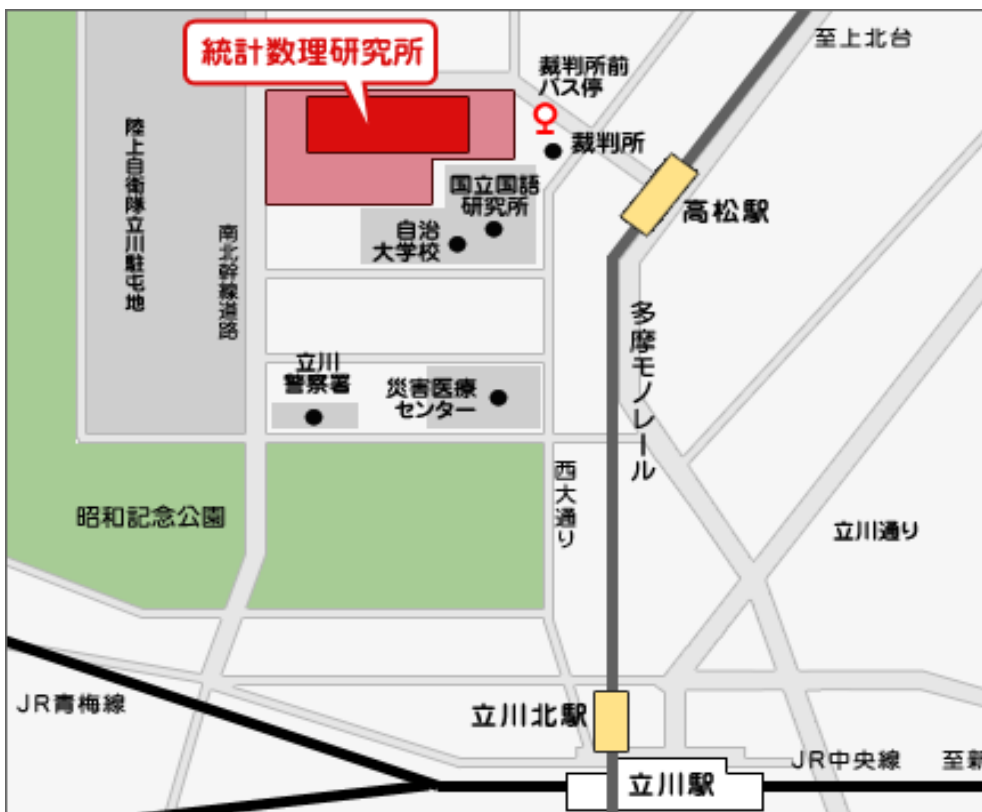 統計数理研究所
至上北台
裁判所前
バス停
裁判所
陸上自衛隊立川駐屯地
国立国語
研究所
高松駅
自治
大学校
南北幹線道路
多摩モノレール
立川
警察署
災害医療
センター
西大通り
昭和記念公園
立川通り
JR青梅線
立川北駅
JR中央線
至新
立川駅